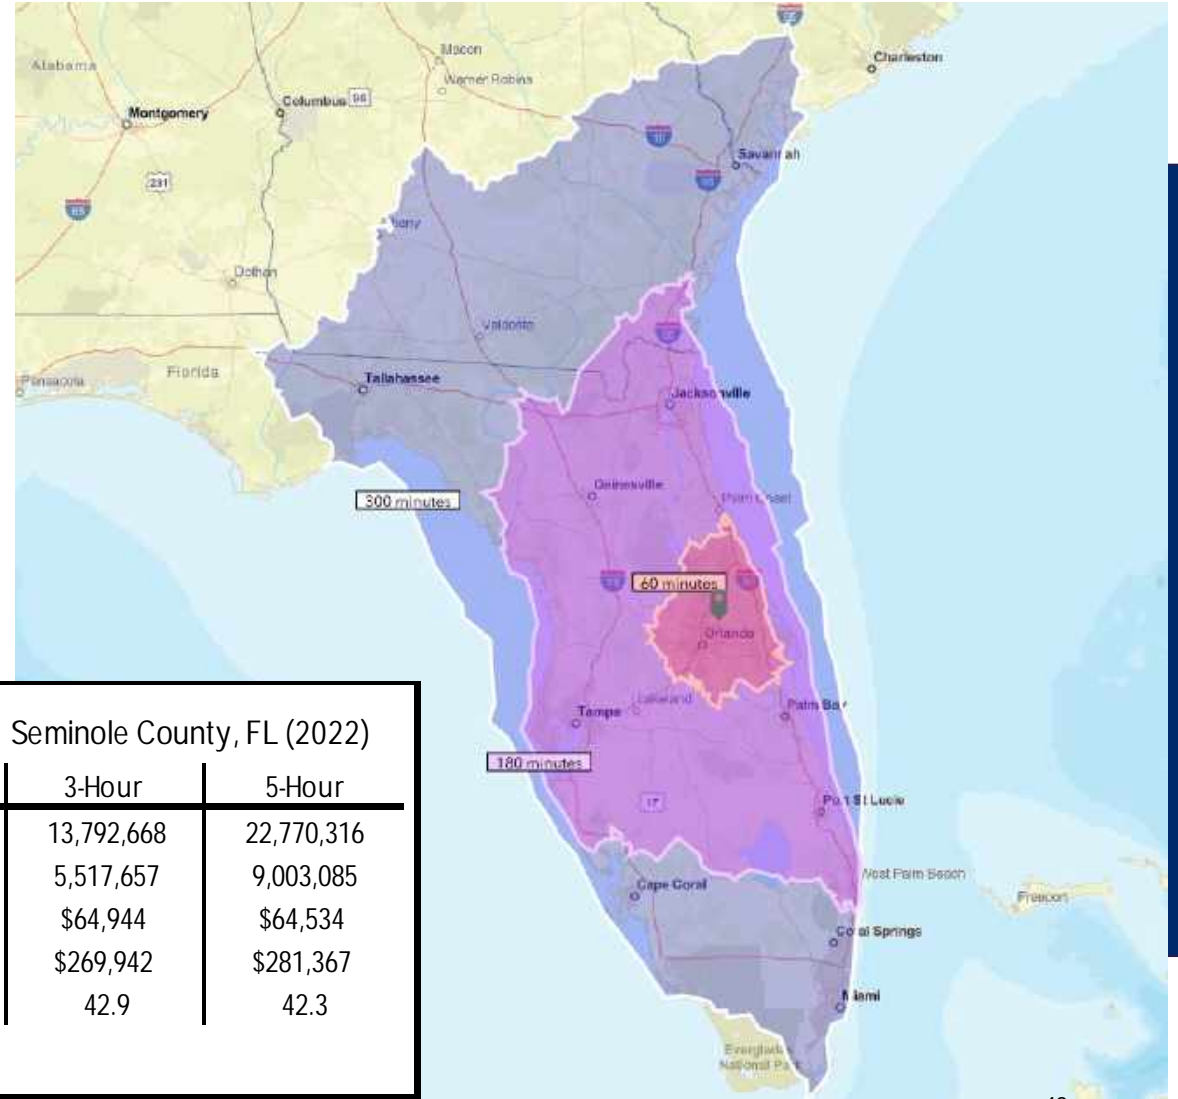 Macon
Charleston
Alabama
Warner Robins
Columbus
Montgomery
Savannah
231
65
Dothan
Valdosta
Florida
Pensacola
Tallahassee
Jacksonville
Gainesville
Palm Coast
300 minutes
60 minutes
Orlando
Lakeland
Palm Bay
Tampa
Seminole County, FL (2022)
180 minutes
3-Hour 5-Hour
17
Port St Lucie
13,792,668 22,770,316
5,517,657 9,003,085
West Palm Beach
Cape Coral
Freeport
$64,944 $64,534
Coral Springs
$269,942 $281,367
42.9 42.3
Miami
Everglades
National Park